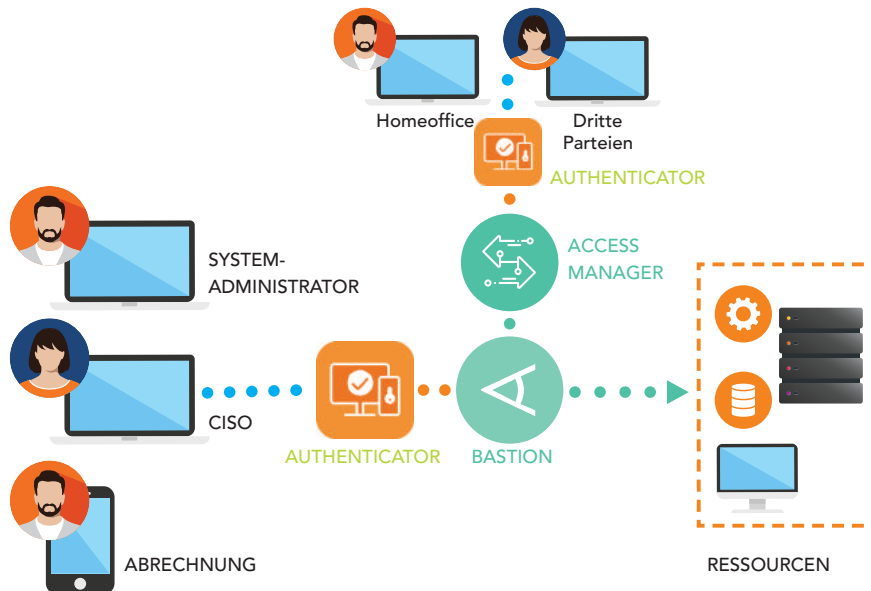 Homeoffice
Dritte
Parteien
AUTHENTICATOR
ACCESS
MANAGER
SYSTEM-
ADMINISTRATOR
CISO
AUTHENTICATOR
BASTION
ABRECHNUNG
RESSOURCEN